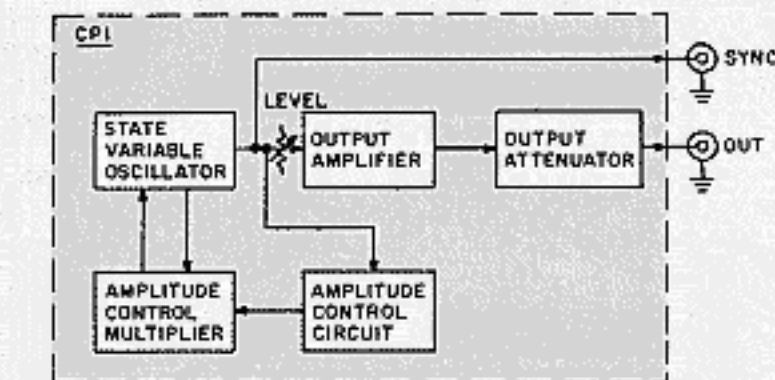 CP1
SYNC
LEVEL
STATE
VARIABLE
OSCILLATOR
OUTPUT
AMPLIFIER
OUTPUT
ATTENUATOR
OUT
AMPLITUDE
CONTROL
MULTIPLIER
AMPLITUDE
CONTROL
CIRCUIT